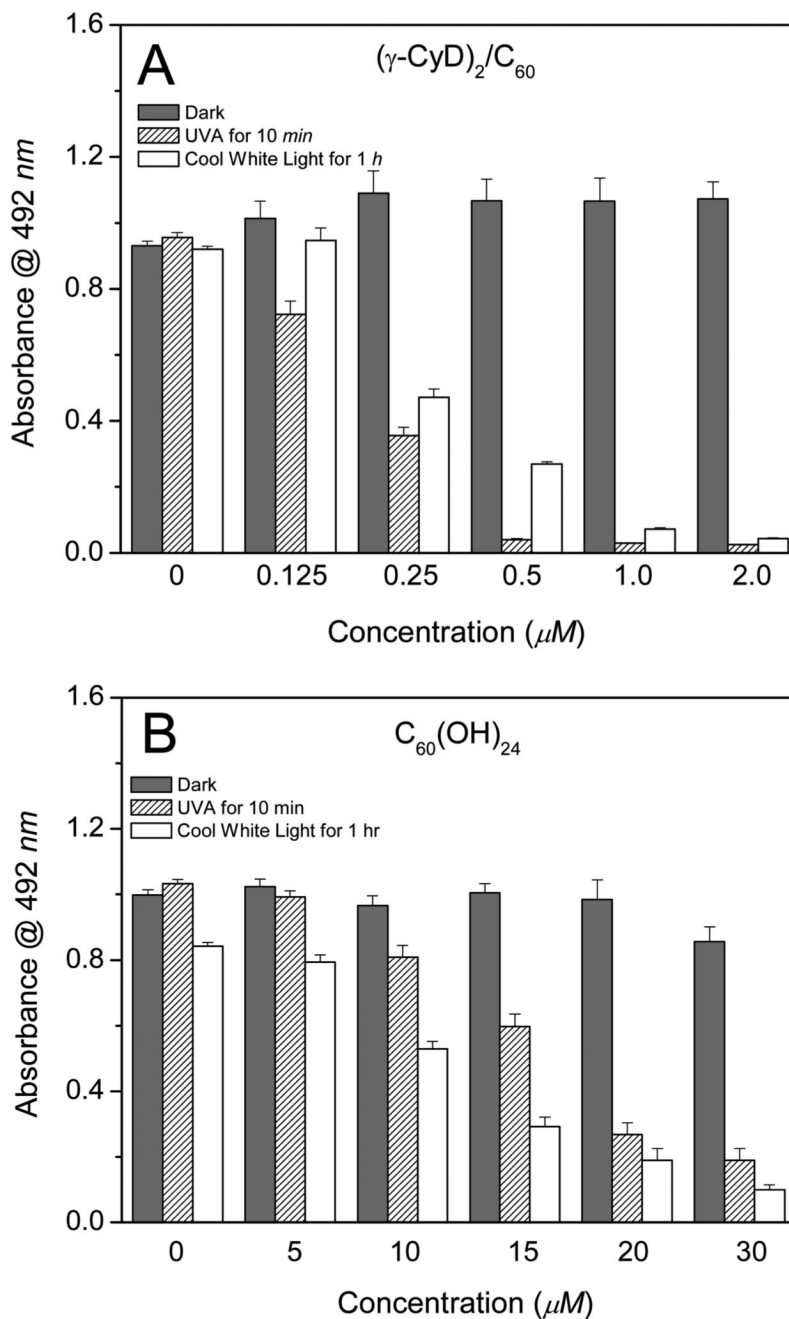 1.6
A
(γ-CyD)₂/C₆₀
Dark
UVA for 10 min
Cool White Light for 1 h
1.2
0.8
0.4
0.0
Absorbance @ 492 nm
0 0.125 0.25 0.5 1.0 2.0
Concentration (μM)
1.6
B
C₆₀(OH)₂₄
Dark
UVA for 10 min
Cool White Light for 1 hr
1.2
0.8
0.4
0.0
Absorbance @ 492 nm
0 5 10 15 20 30
Concentration (μM)